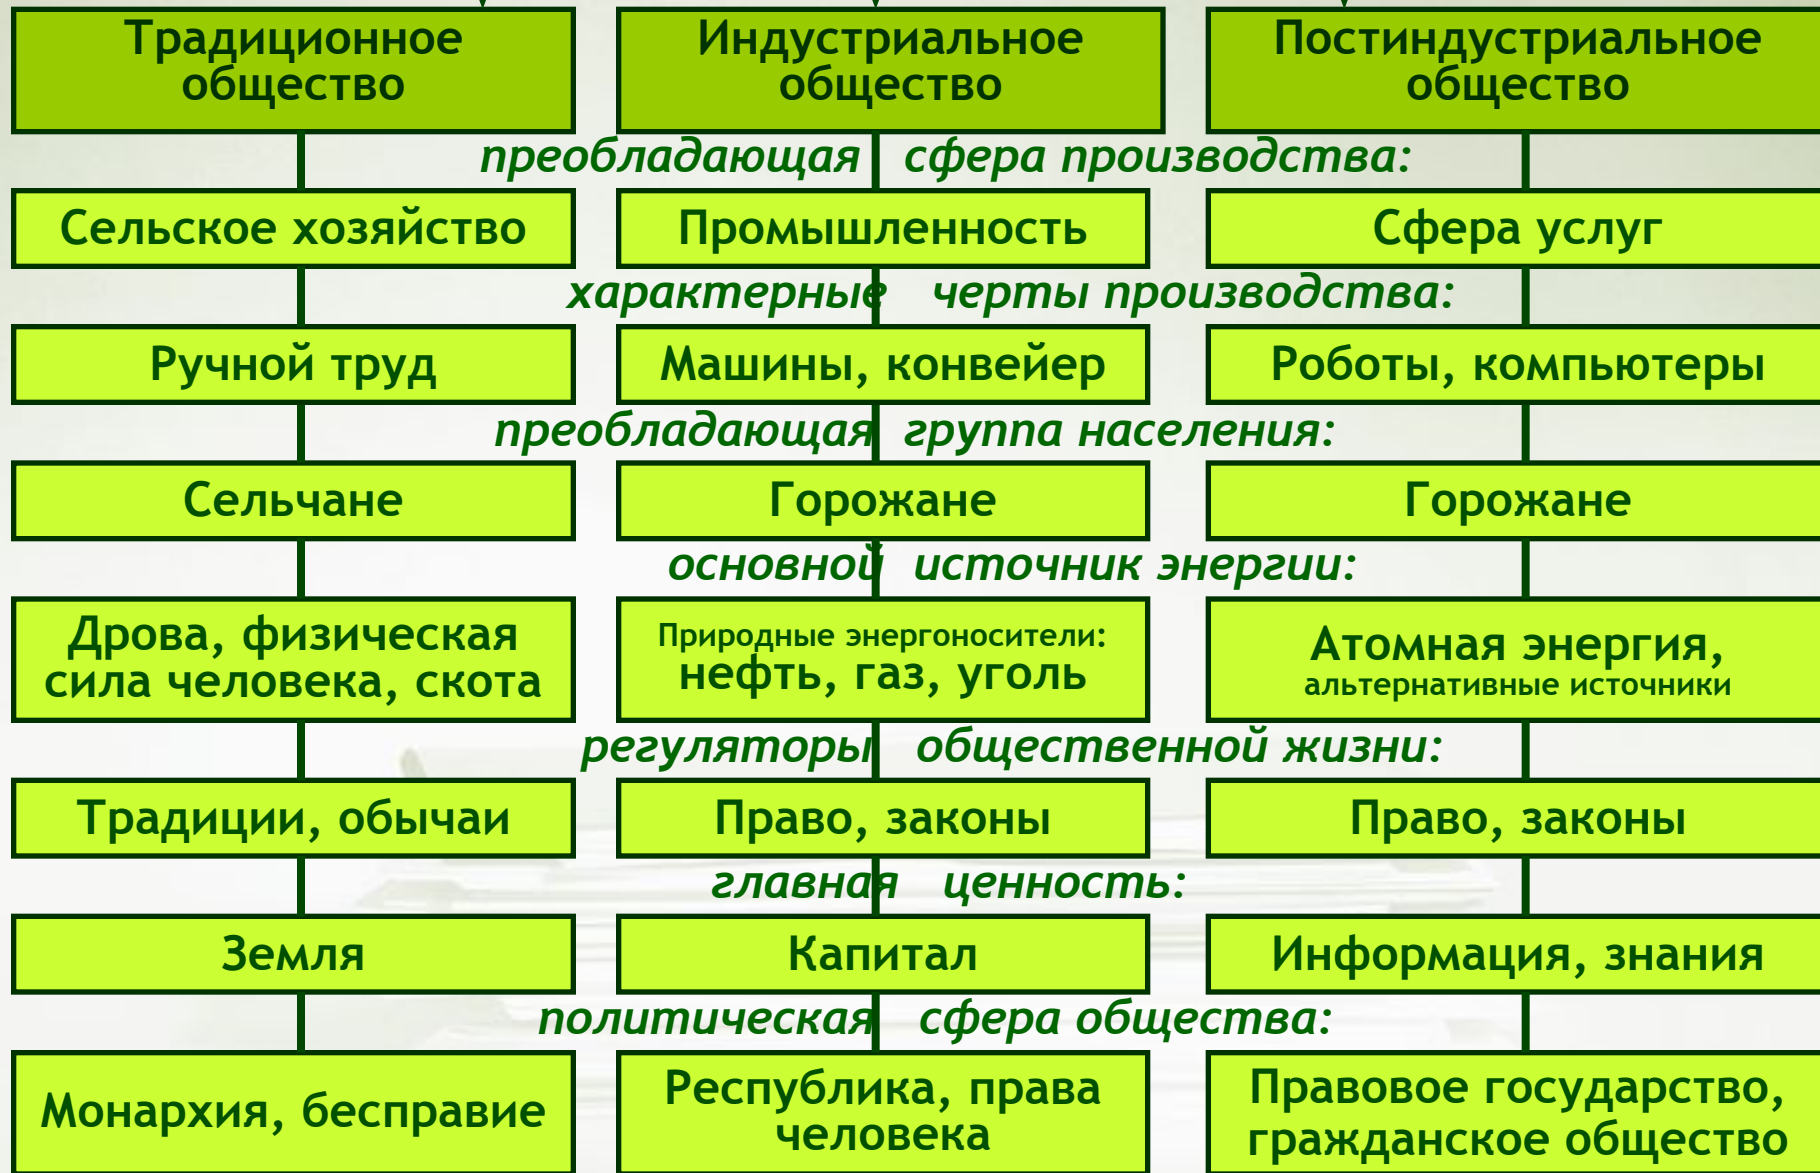 Традиционное
общество
Индустриальное
общество
Постиндустриальное
общество
преобладающая сфера производства:
Сельское хозяйство
Промышленность
Сфера услуг
характерные черты производства:
Ручной труд
Машины, конвейер
Роботы, компьютеры
преобладающая группа населения:
Сельчане
Горожане
Горожане
основной источник энергии:
Дрова, физическая
сила человека, скота
Природные энергоносители:
нефть, газ, уголь
Атомная энергия,
альтернативные источники
регуляторы общественной жизни:
Традиции, обычаи
Право, законы
Право, законы
главная ценность:
Земля
Капитал
Информация, знания
политическая сфера общества:
Монархия, бесправие
Республика, права
человека
Правовое государство,
гражданское общество